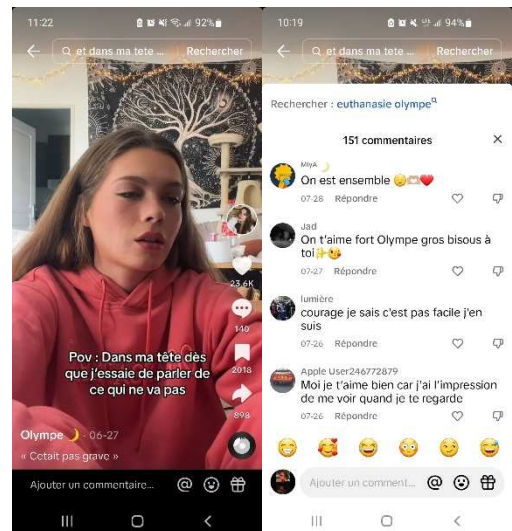 11:22
92%
et dans ma tete ... Rechercher
23,6K
140
2018
898
Pov : Dans ma tête dès
que j'essaie de parler de
ce qui ne va pas
Olympe 🌙 · 06-27
« Cetait pas grave »
Ajouter un commentaire...
10:19
94%
et dans ma tete ... Rechercher
Rechercher : euthanasie olympe
151 commentaires
MiyA 🌙
On est ensemble 🥲🫶❤️
07-28 Répondre
Jad
On t'aime fort Olympe gros bisous à
toi✨😘
07-27 Répondre
lumière
courage je sais c'est pas facile j'en
suis
07-26 Répondre
Apple User246772879
Moi je t'aime bien car j'ai l'impression
de me voir quand je te regarde
07-26 Répondre
Ajouter un comment...